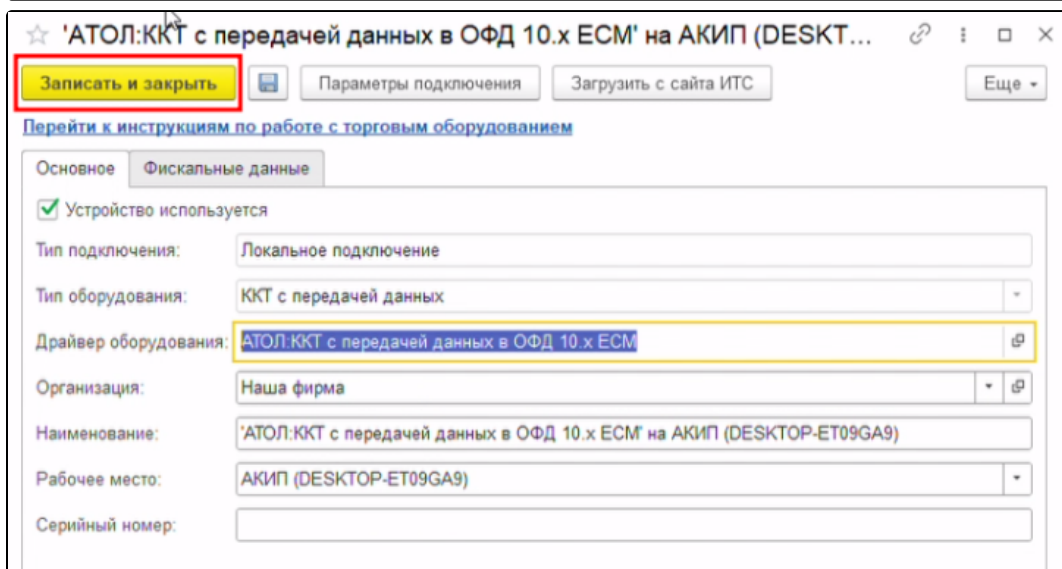 'АТОЛ:ККТ с передачей данных в ОФД 10.x ЕСМ' на АКИП (DESKT...
Записать и закрыть Параметры подключения Загрузить с сайта ИТС Еще
Перейти к инструкциям по работе с торговым оборудованием
Основное Фискальные данные
Устройство используется
Тип подключения: Локальное подключение
Тип оборудования: ККТ с передачей данных
Драйвер оборудования: АТОЛ:ККТ с передачей данных в ОФД 10.x ЕСМ
Организация: Наша фирма
Наименование: 'АТОЛ:ККТ с передачей данных в ОФД 10.x ЕСМ' на АКИП (DESKTOP-ET09GA9)
Рабочее место: АКИП (DESKTOP-ET09GA9)
Серийный номер: